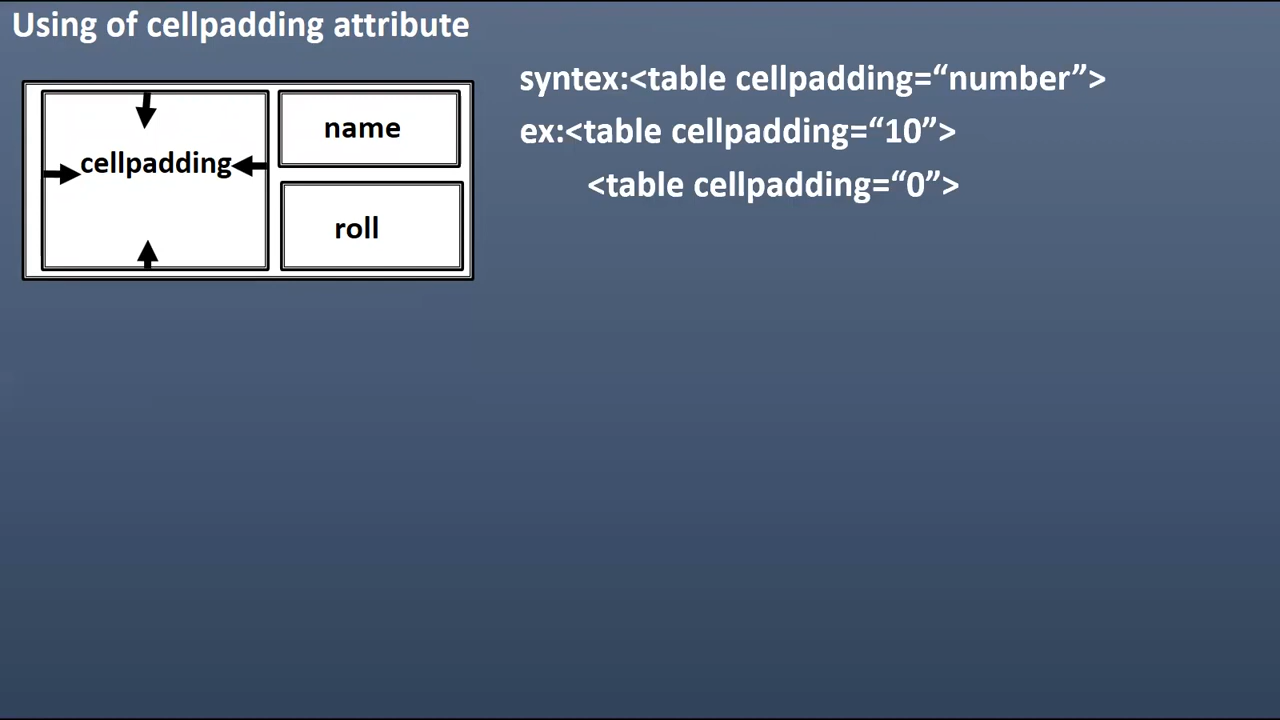 Using of cellpadding attribute
syntex:<table cellpadding=“number”>
ex:<table cellpadding=“10”>
<table cellpadding=“0”>
cellpadding
name
roll